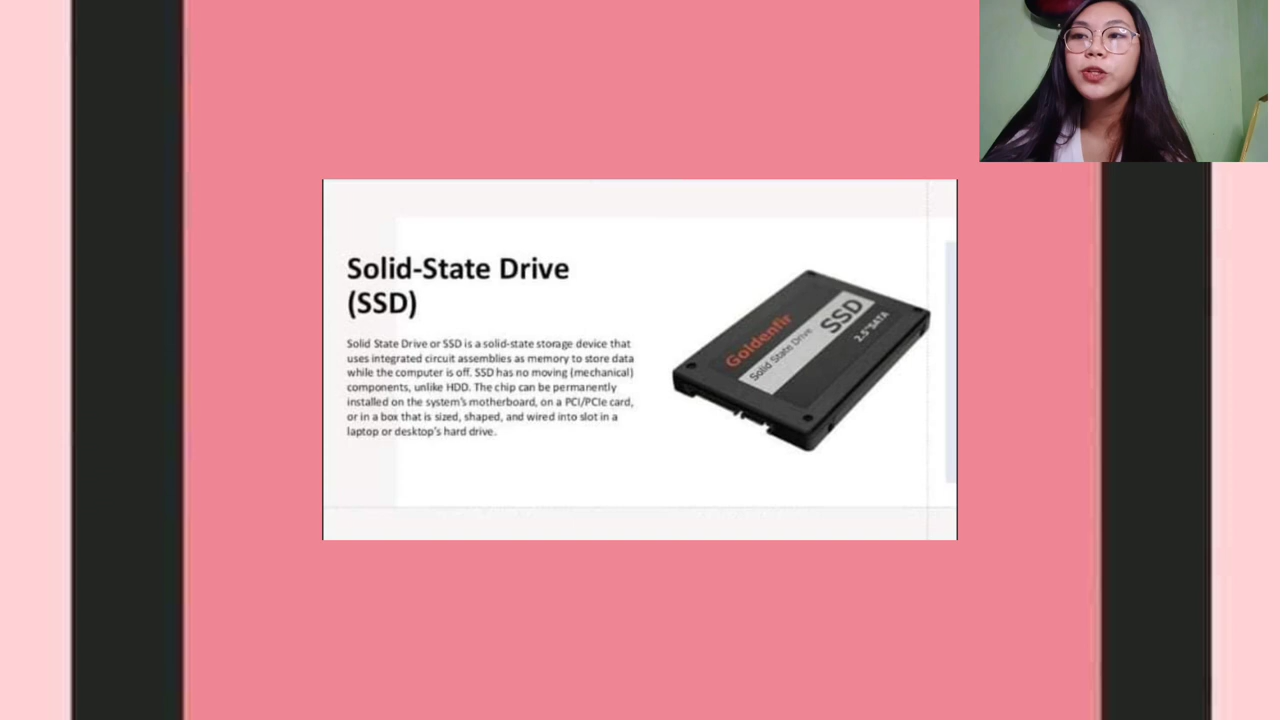 Solid-State Drive
(SSD)
Solid State Drive or SSD is a solid-state storage device that
uses integrated circuit assemblies as memory to store data
while the computer is off. SSD has no moving (mechanical)
components, unlike HDD. The chip can be permanently
installed on the system's motherboard, on a PCI/PCIe card,
or in a box that is sized, shaped, and wired into slot in a
laptop or desktop's hard drive.
Goldenfir
Solid State Drive
SSD
2.5"SATA